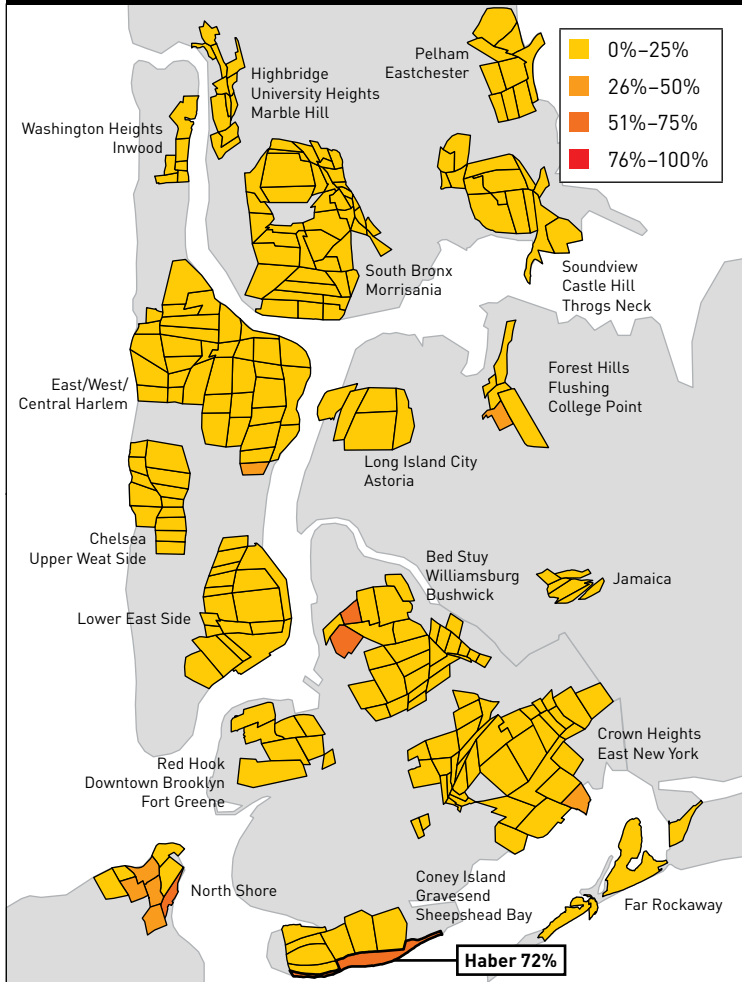 0%–25%
26%–50%
51%–75%
76%–100%
Pelham
Eastchester
Highbridge
University Heights
Marble Hill
Washington Heights
Inwood
South Bronx
Morrisania
Soundview
Castle Hill
Throgs Neck
East/West/
Central Harlem
Forest Hills
Flushing
College Point
Long Island City
Astoria
Chelsea
Upper Weat Side
Bed Stuy
Williamsburg
Bushwick
Jamaica
Lower East Side
Crown Heights
East New York
Red Hook
Downtown Brooklyn
Fort Greene
North Shore
Coney Island
Gravesend
Sheepshead Bay
Far Rockaway
Haber 72%